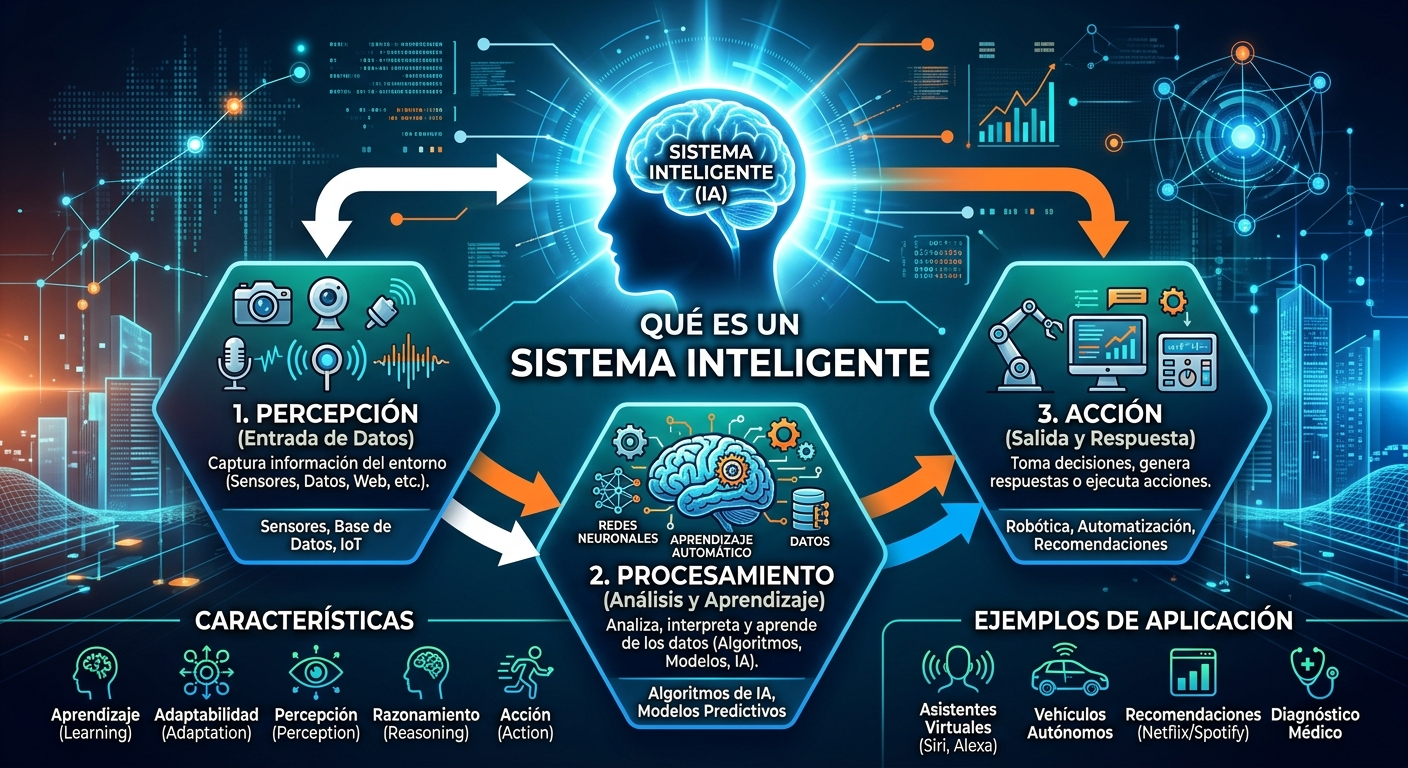 SISTEMA
INTELIGENTE
(IA)
QUÉ ES UN
SISTEMA INTELIGENTE
1. PERCEPCIÓN
(Entrada de Datos)
Captura información del entorno
(Sensores, Datos, Web, etc.).
Sensores, Base de
Datos, IoT
REDES
NEURONALES
APRENDIZAJE
AUTOMÁTICO
DATOS
2. PROCESAMIENTO
(Análisis y Aprendizaje)
Analiza, interpreta y aprende
de los datos (Algoritmos,
Modelos, IA).
Algoritmos de IA,
Modelos Predictivos
3. ACCIÓN
(Salida y Respuesta)
Toma decisiones, genera
respuestas o ejecuta acciones.
Robótica, Automatización,
Recomendaciones
CARACTERÍSTICAS
Aprendizaje
(Learning)
Adaptabilidad
(Adaptation)
Percepción
(Perception)
Razonamiento
(Reasoning)
Acción
(Action)
EJEMPLOS DE APLICACIÓN
Asistentes
Virtuales
(Siri, Alexa)
Vehículos
Autónomos
Recomendaciones
(Netflix/Spotify)
Diagnóstico
Médico